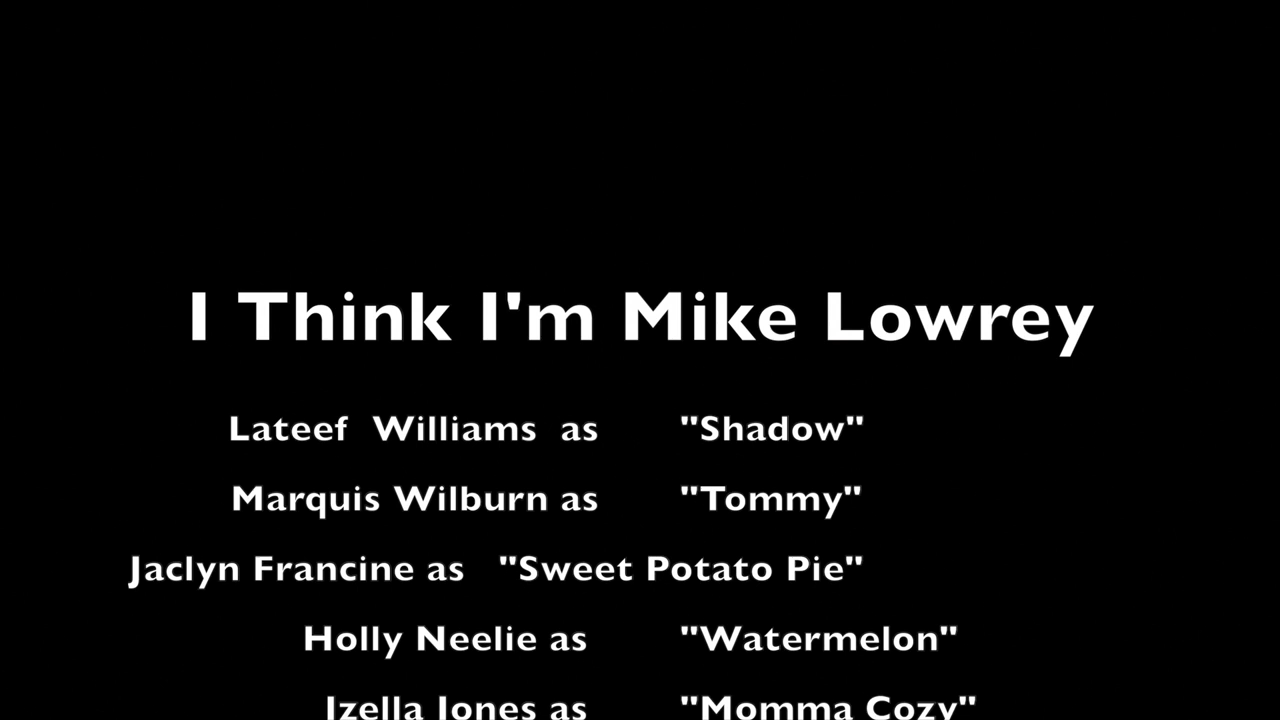 I Think I'm Mike Lowrey
Lateef Williams as "Shadow"
Marquis Wilburn as "Tommy"
Jaclyn Francine as "Sweet Potato Pie"
Holly Neelie as "Watermelon"
Izella Jones as "Momma Cozy"